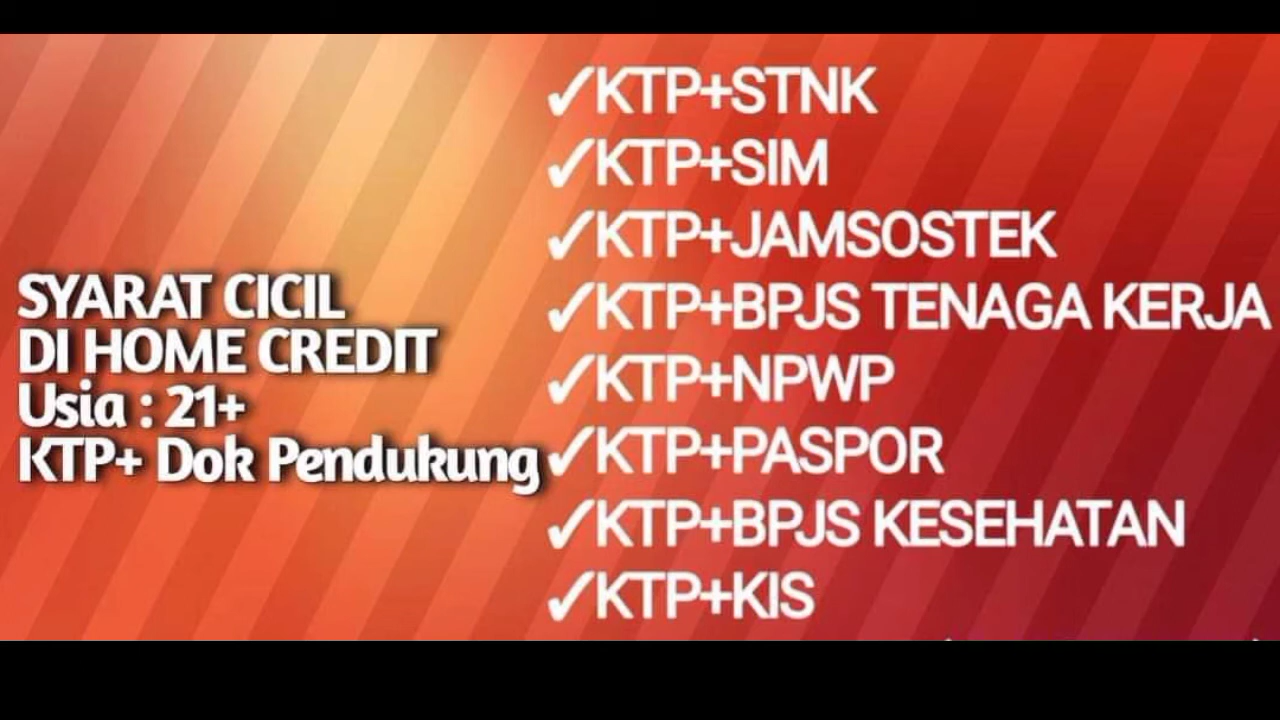 SYARAT CICIL
DI HOME CREDIT
Usia : 21+
KTP+ Dok Pendukung
✓KTP+STNK
✓KTP+SIM
✓KTP+JAMSOSTEK
✓KTP+BPJS TENAGA KERJA
✓KTP+NPWP
✓KTP+PASPOR
✓KTP+BPJS KESEHATAN
✓KTP+KIS